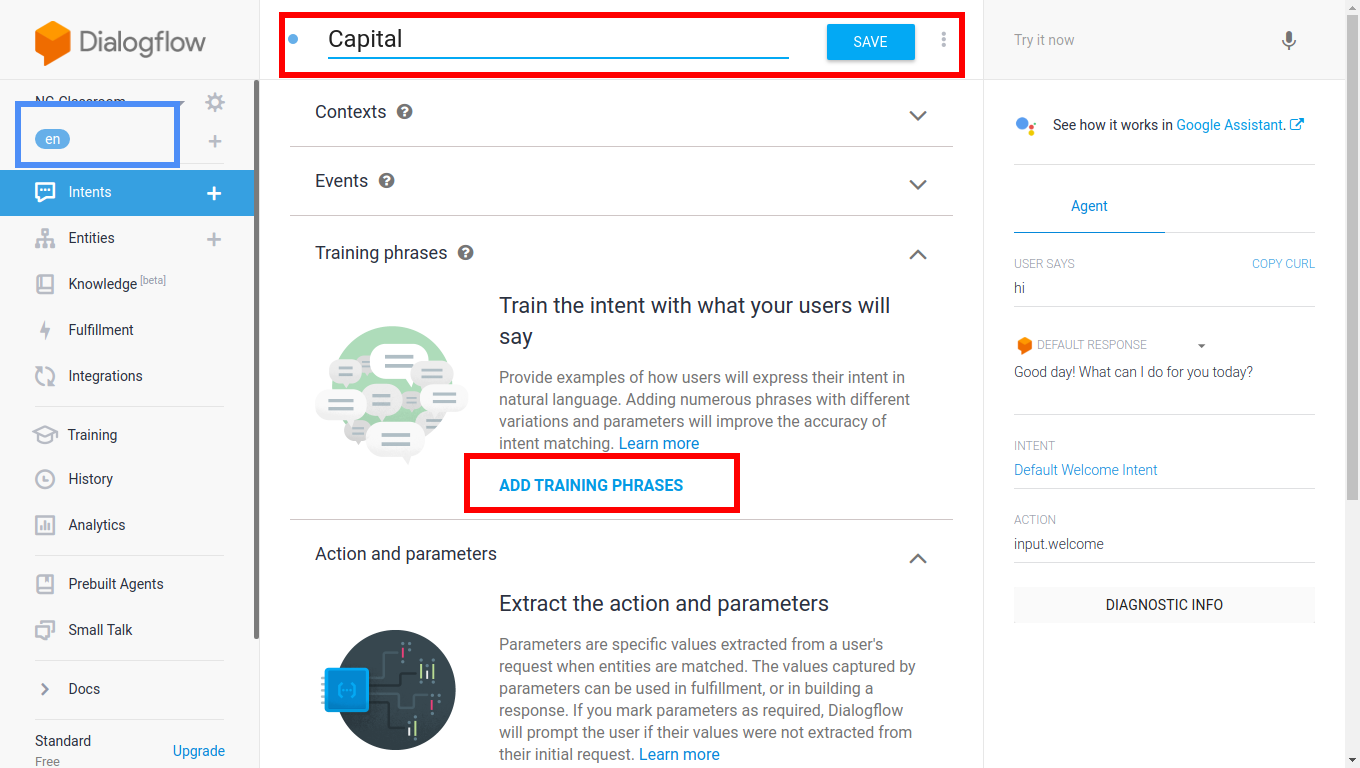 Dialogflow
NG-Classroom
en
Intents
Entities
Knowledge [beta]
Fulfillment
Integrations
Training
History
Analytics
Prebuilt Agents
Small Talk
Docs
Standard
Free
Upgrade
Capital
SAVE
Contexts
Events
Training phrases
Train the intent with what your users will
say
Provide examples of how users will express their intent in
natural language. Adding numerous phrases with different
variations and parameters will improve the accuracy of
intent matching. Learn more
ADD TRAINING PHRASES
Action and parameters
Extract the action and parameters
Parameters are specific values extracted from a user's
request when entities are matched. The values captured by
parameters can be used in fulfillment, or in building a
response. If you mark parameters as required, Dialogflow
will prompt the user if their values were not extracted from
their initial request. Learn more
Try it now
See how it works in Google Assistant.
Agent
USER SAYS
COPY CURL
hi
DEFAULT RESPONSE
Good day! What can I do for you today?
INTENT
Default Welcome Intent
ACTION
input.welcome
DIAGNOSTIC INFO